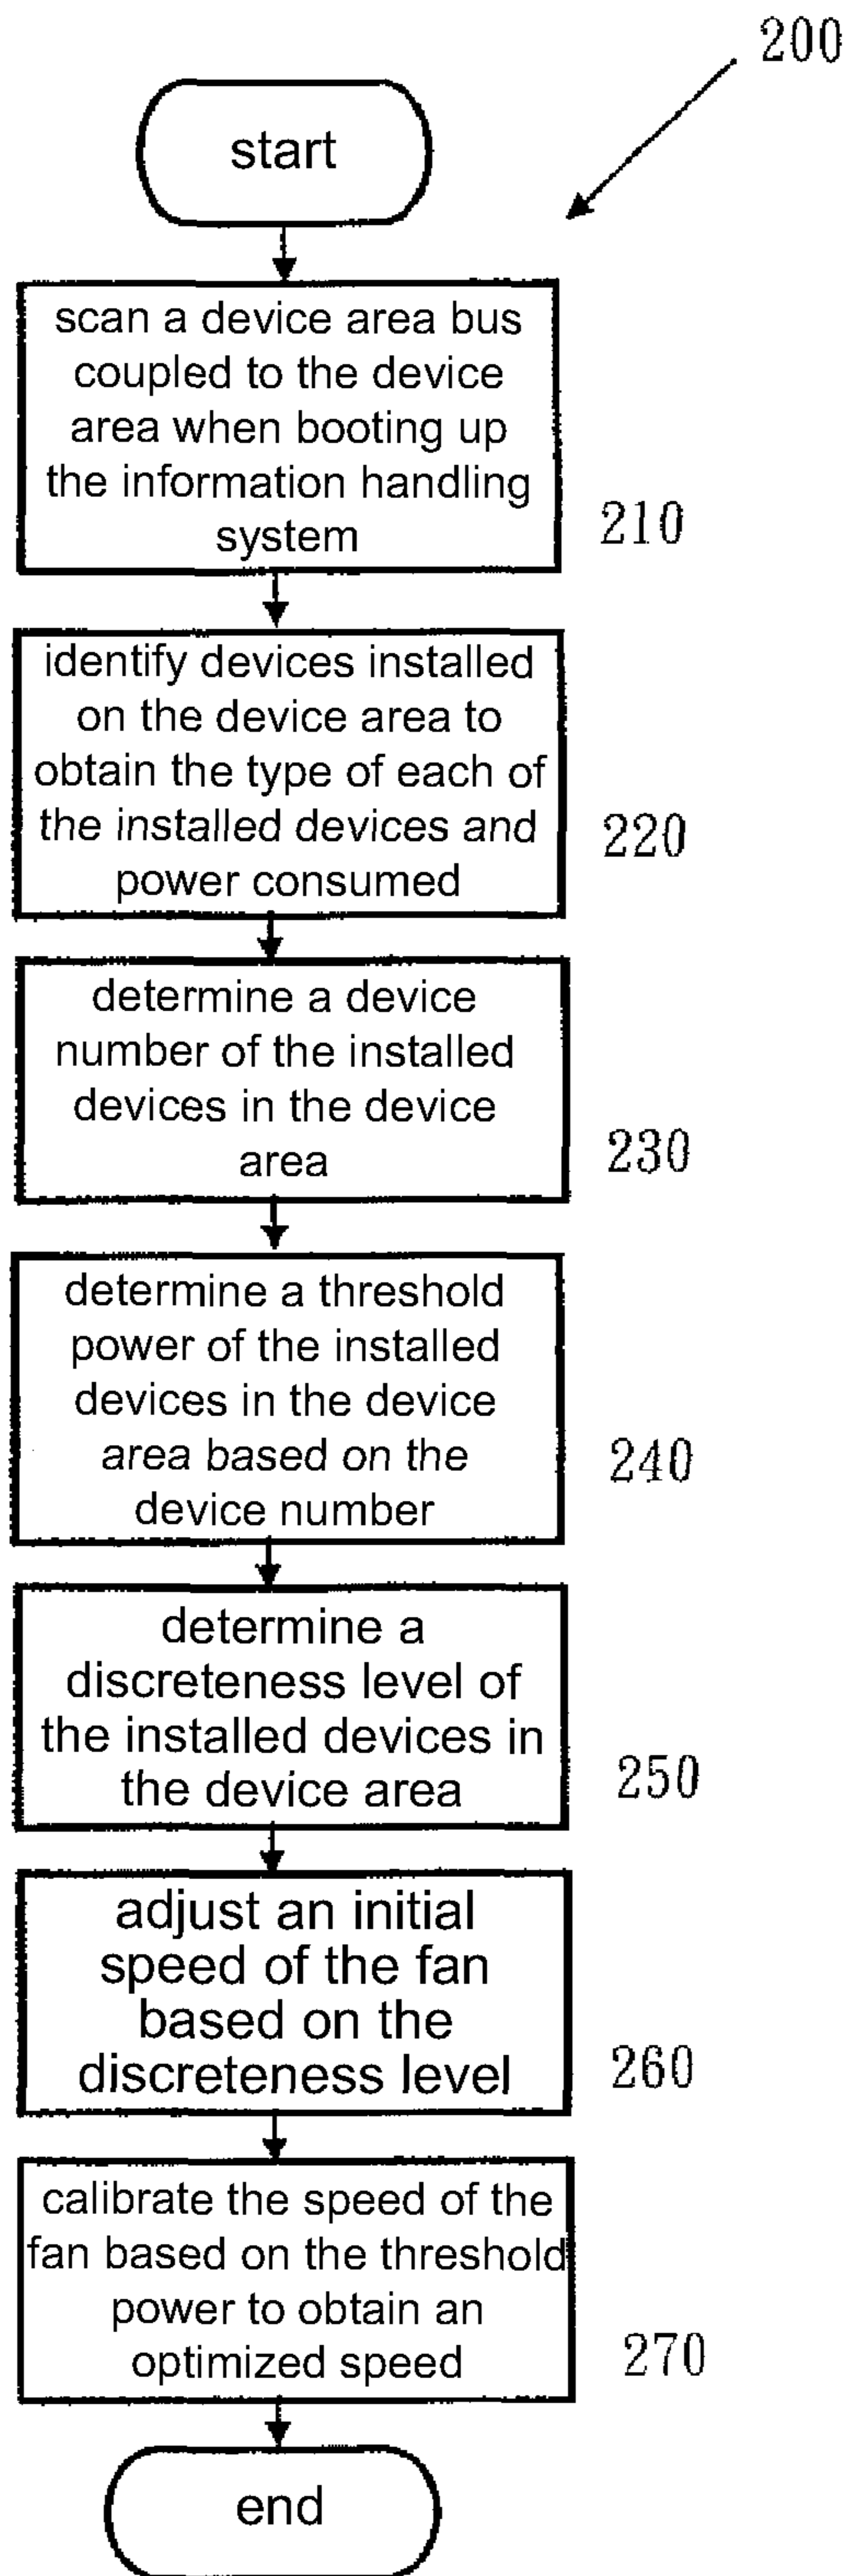 200
start
scan a device area bus
coupled to the device
area when booting up
the information handling
system
210
identify devices installed
on the device area to
obtain the type of each of
the installed devices and
power consumed
220
determine a device
number of the installed
devices in the device
area
230
determine a threshold
power of the installed
devices in the device
area based on the
device number
240
determine a
discreteness level of
the installed devices in
the device area
250
adjust an initial
speed of the fan
based on the
discreteness level
260
calibrate the speed of the
fan based on the threshold
power to obtain an
optimized speed
270
end